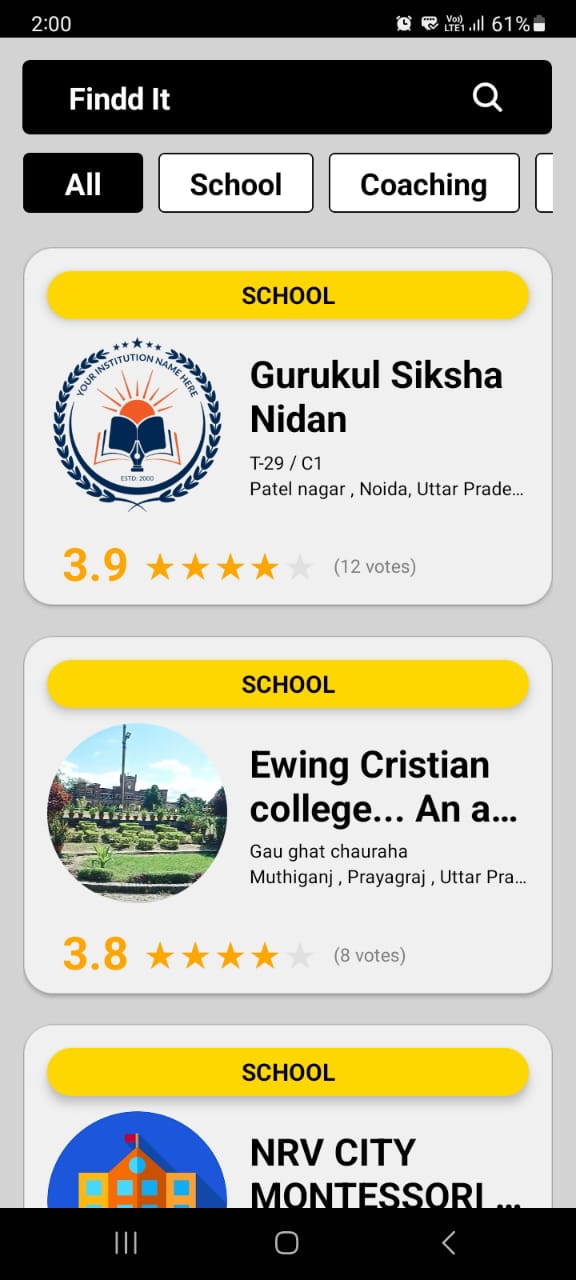 2:00
Vo))
LTE1
61%
Findd It
All
School
Coaching
SCHOOL
YOUR INSTITUTION NAME HERE
ESTD: 2000
Gurukul Siksha
Nidan
T-29 / C1
Patel nagar , Noida, Uttar Prade...
3.9
(12 votes)
SCHOOL
Ewing Cristian
college... An a...
Gau ghat chauraha
Muthiganj , Prayagraj , Uttar Pra...
3.8
(8 votes)
SCHOOL
NRV CITY
MONTESSORI ...